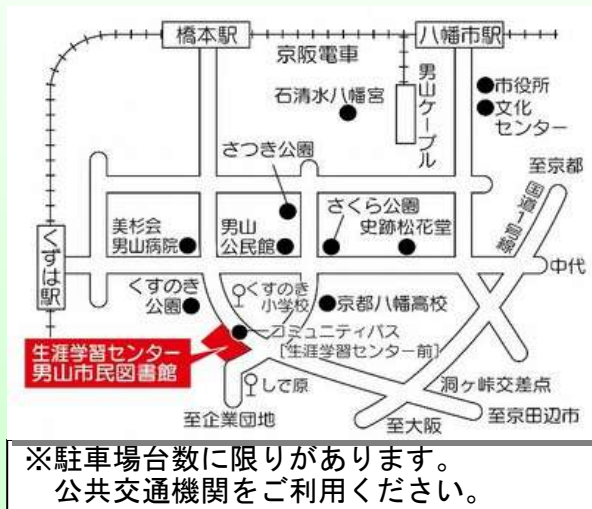 橋本駅
八幡市駅
京阪電車
男山ケーブル
石清水八幡宮
市役所
文化
センター
さつき公園
至京都
国道1号線
くずは駅
美杉会
男山病院
男山
公民館
さくら公園
史跡松花堂
中代
くすのき
公園
くすのき
小学校
京都八幡高校
コミュニティバス
[生涯学習センター前]
生涯学習センター
男山市民図書館
しで原
洞ヶ峠交差点
至企業団地
至大阪
至京田辺市
※駐車場台数に限りがあります。
公共交通機関をご利用ください。